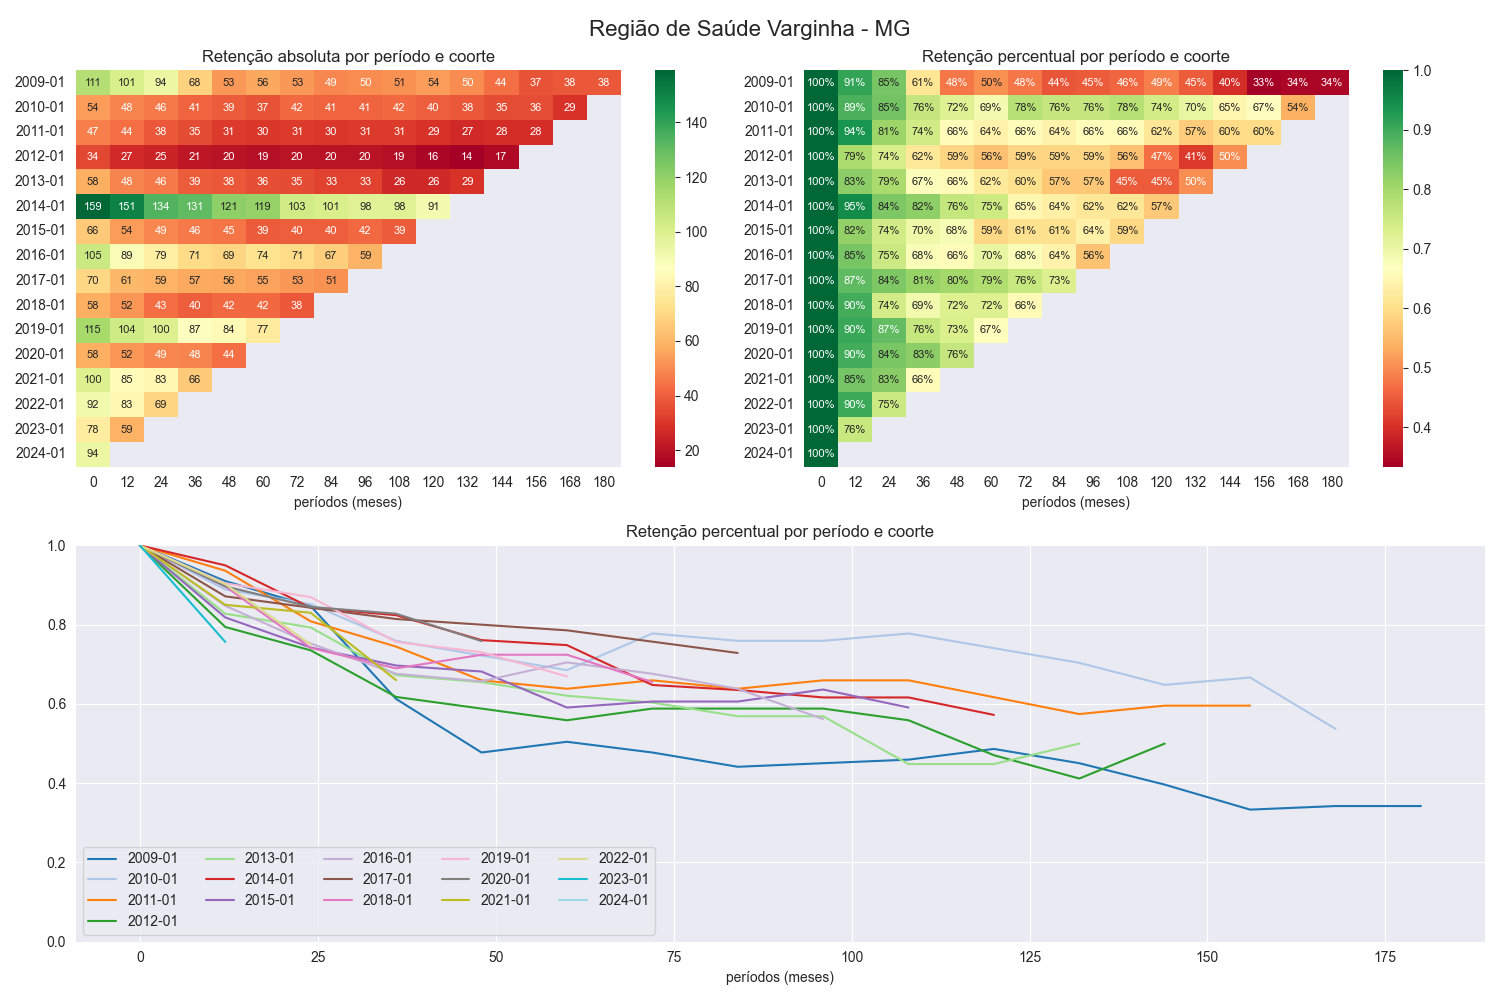 Região de Saúde Varginha - MG
Retenção absoluta por período e coorte
2009-01 111 101 94 68 53 56 53 49 50 51 54 50 44 37 38 38
2010-01 54 48 46 41 39 37 42 41 41 42 40 38 35 36 29
2011-01 47 44 38 35 31 30 31 30 31 31 29 27 28 28
2012-01 34 27 25 21 20 19 20 20 20 19 16 14 17
2013-01 58 48 46 39 38 36 35 33 33 26 26 29
2014-01 159 151 134 131 121 119 103 101 98 98 91
2015-01 66 54 49 46 45 39 40 40 42 39
2016-01 105 89 79 71 69 74 71 67 59
2017-01 70 61 59 57 56 55 53 51
2018-01 58 52 43 40 42 42 38
2019-01 115 104 100 87 84 77
2020-01 58 52 49 48 44
2021-01 100 85 83 66
2022-01 92 83 69
2023-01 78 59
2024-01 94
0 12 24 36 48 60 72 84 96 108 120 132 144 156 168 180
períodos (meses)
140
120
100
80
60
40
20
Retenção percentual por período e coorte
2009-01 100% 91% 85% 61% 48% 50% 48% 44% 45% 46% 49% 45% 40% 33% 34% 34%
2010-01 100% 89% 85% 76% 72% 69% 78% 76% 76% 78% 74% 70% 65% 67% 54%
2011-01 100% 94% 81% 74% 66% 64% 66% 64% 66% 66% 62% 57% 60% 60%
2012-01 100% 79% 74% 62% 59% 56% 59% 59% 59% 56% 47% 41% 50%
2013-01 100% 83% 79% 67% 66% 62% 60% 57% 57% 45% 45% 50%
2014-01 100% 95% 84% 82% 76% 75% 65% 64% 62% 62% 57%
2015-01 100% 82% 74% 70% 68% 59% 61% 61% 64% 59%
2016-01 100% 85% 75% 68% 66% 70% 68% 64% 56%
2017-01 100% 87% 84% 81% 80% 79% 76% 73%
2018-01 100% 90% 74% 69% 72% 72% 66%
2019-01 100% 90% 87% 76% 73% 67%
2020-01 100% 90% 84% 83% 76%
2021-01 100% 85% 83% 66%
2022-01 100% 90% 75%
2023-01 100% 76%
2024-01 100%
0 12 24 36 48 60 72 84 96 108 120 132 144 156 168 180
períodos (meses)
1.0
0.9
0.8
0.7
0.6
0.5
0.4
Retenção percentual por período e coorte
1.0
0.8
0.6
0.4
0.2
0.0
2009-01 2013-01 2016-01 2019-01 2022-01
2010-01 2014-01 2017-01 2020-01 2023-01
2011-01 2015-01 2018-01 2021-01 2024-01
2012-01
0 25 50 75 100 125 150 175
períodos (meses)